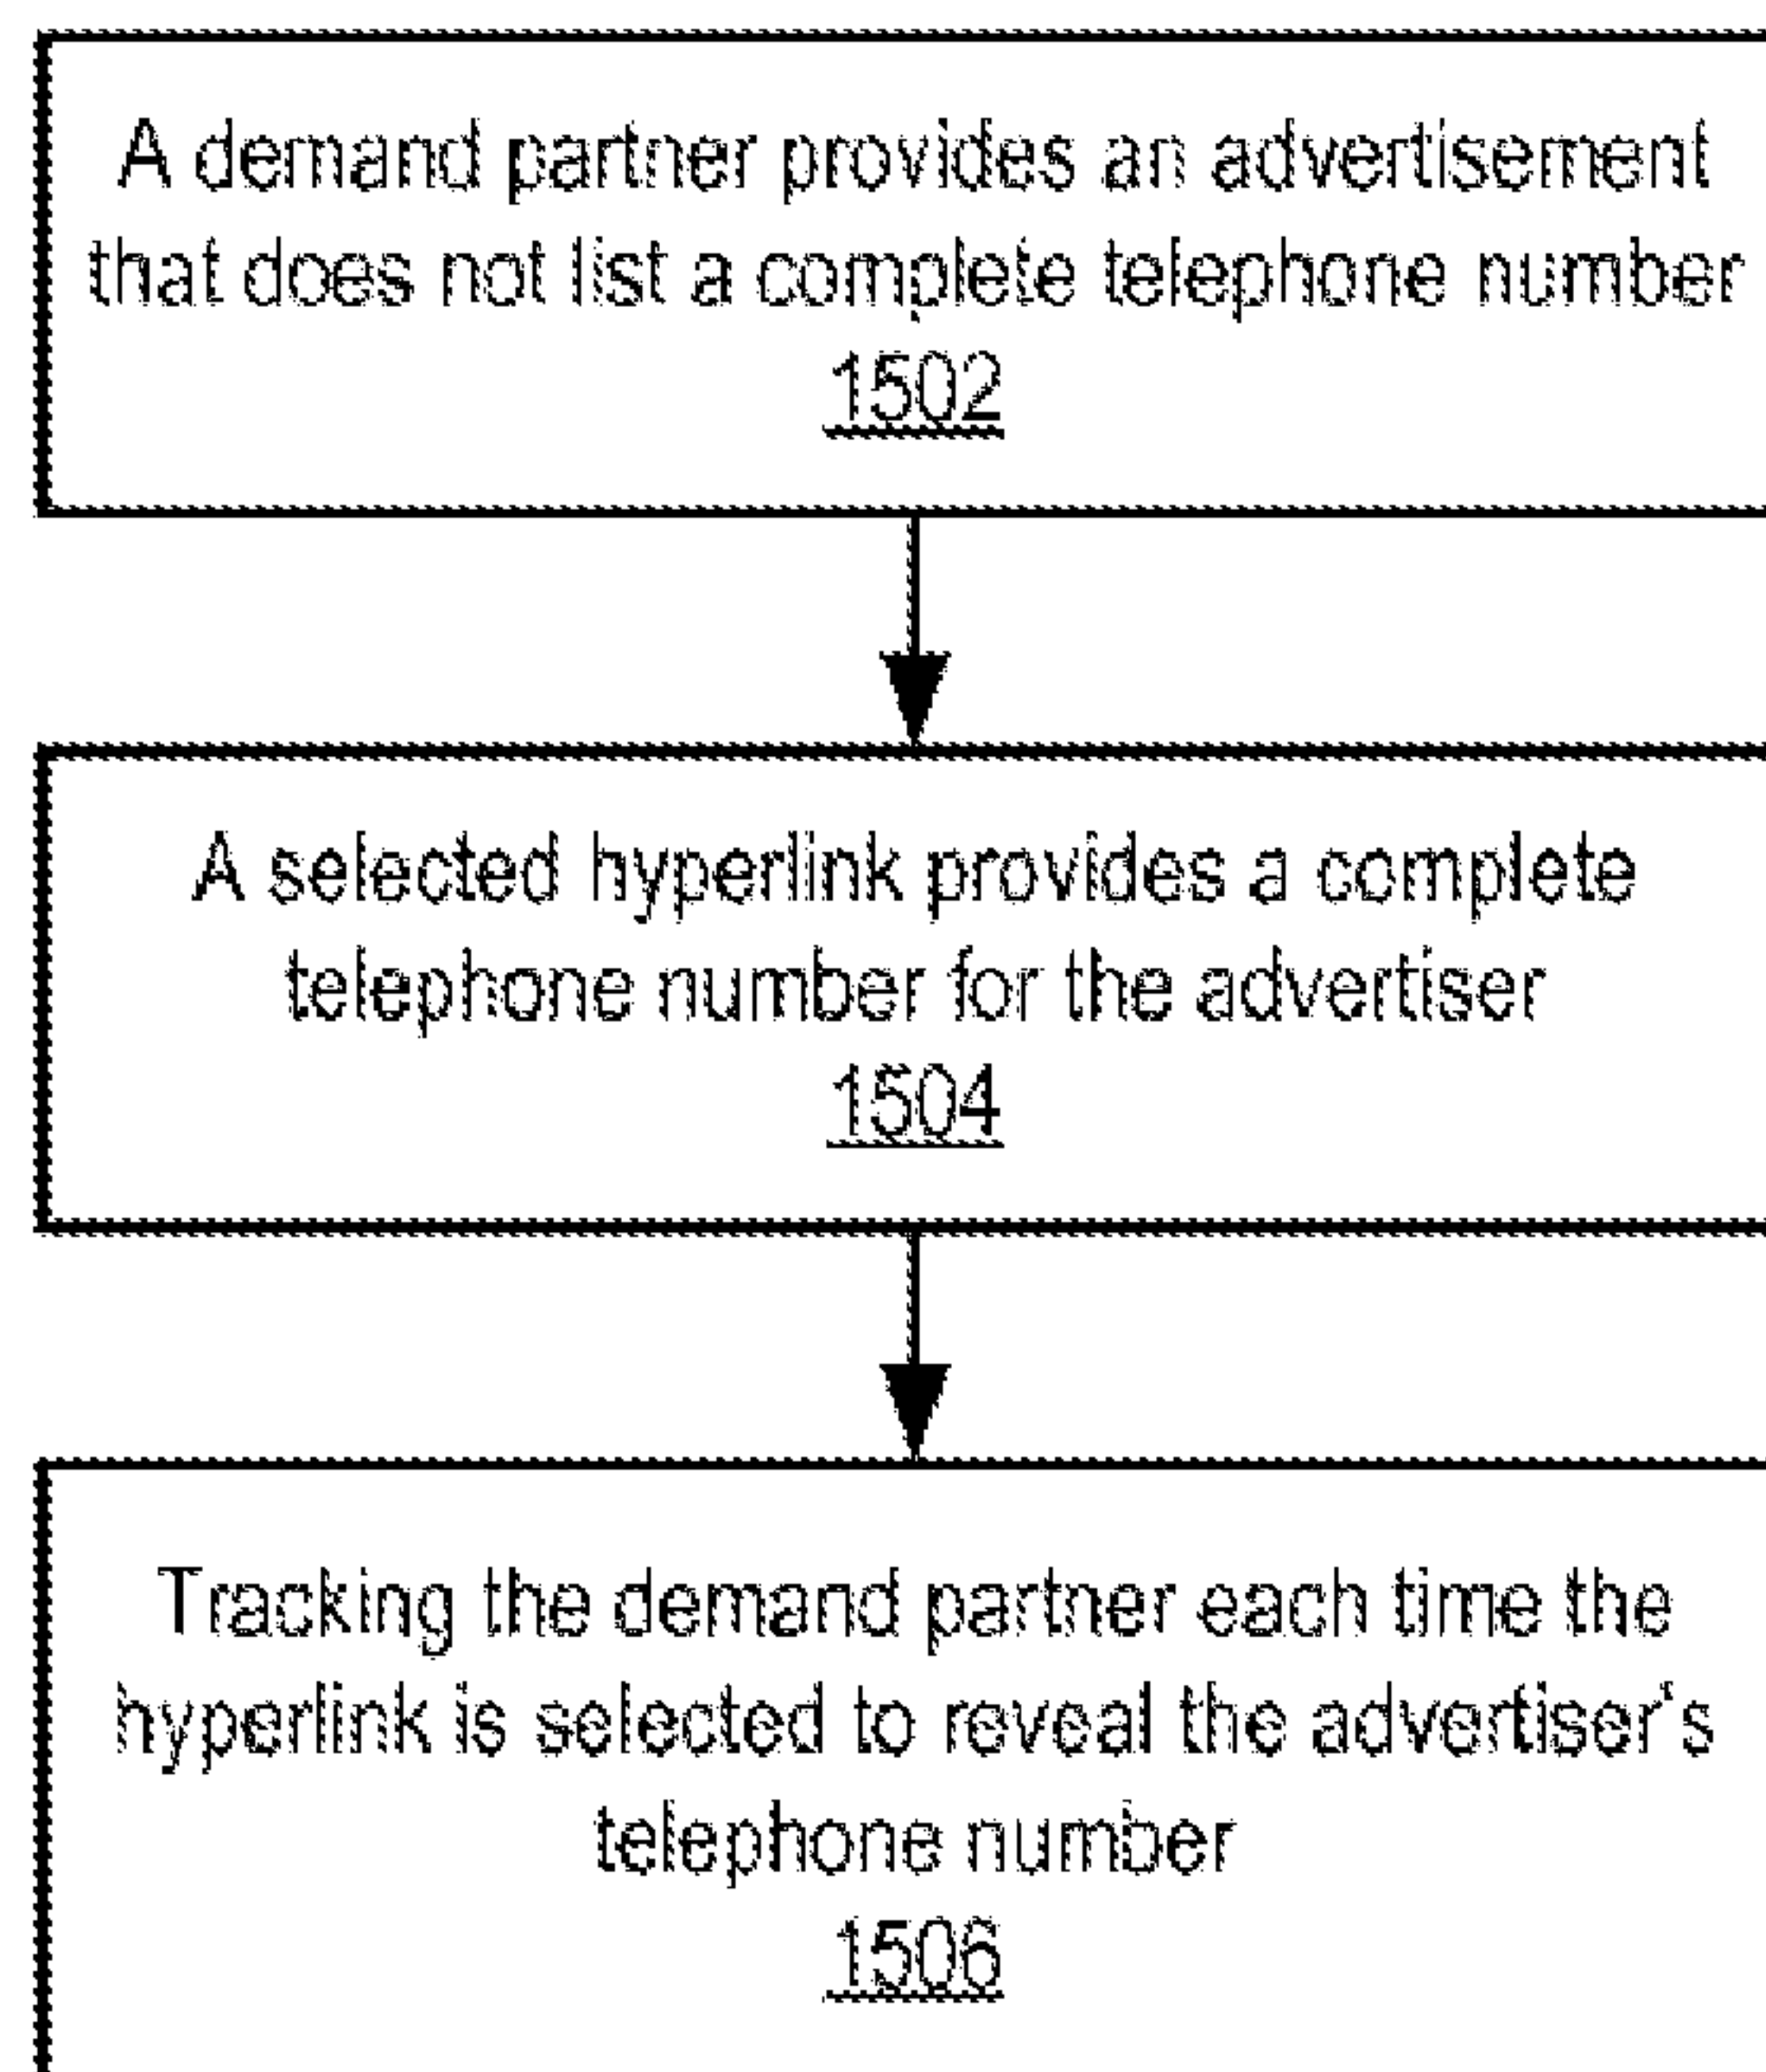 A demand partner provides an advertisement
that does not list a complete telephone number
1502
A selected hyperlink provides a complete
telephone number for the advertiser
1504
Tracking the demand partner each time the
hyperlink is selected to reveal the advertiser's
telephone number
1506